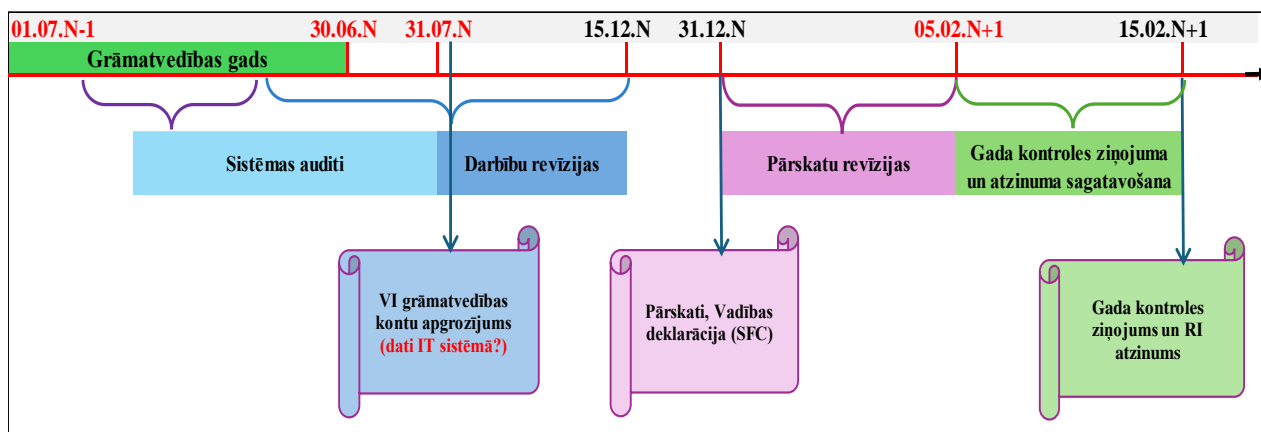 01.07.N-1 30.06.N 31.07.N 15.12.N 31.12.N 05.02.N+1 15.02.N+1
Grāmatvedības gads
Sistēmas auditi
Darbību revīzijas
Pārskatu revīzijas
Gada kontroles ziņojuma
un atzinuma sagatavošana
VI grāmatvedības
kontu apgrozījums
(dati IT sistēmā?)
Pārskati, Vadības
deklarācija (SFC)
Gada kontroles
ziņojums un RI
atzinums